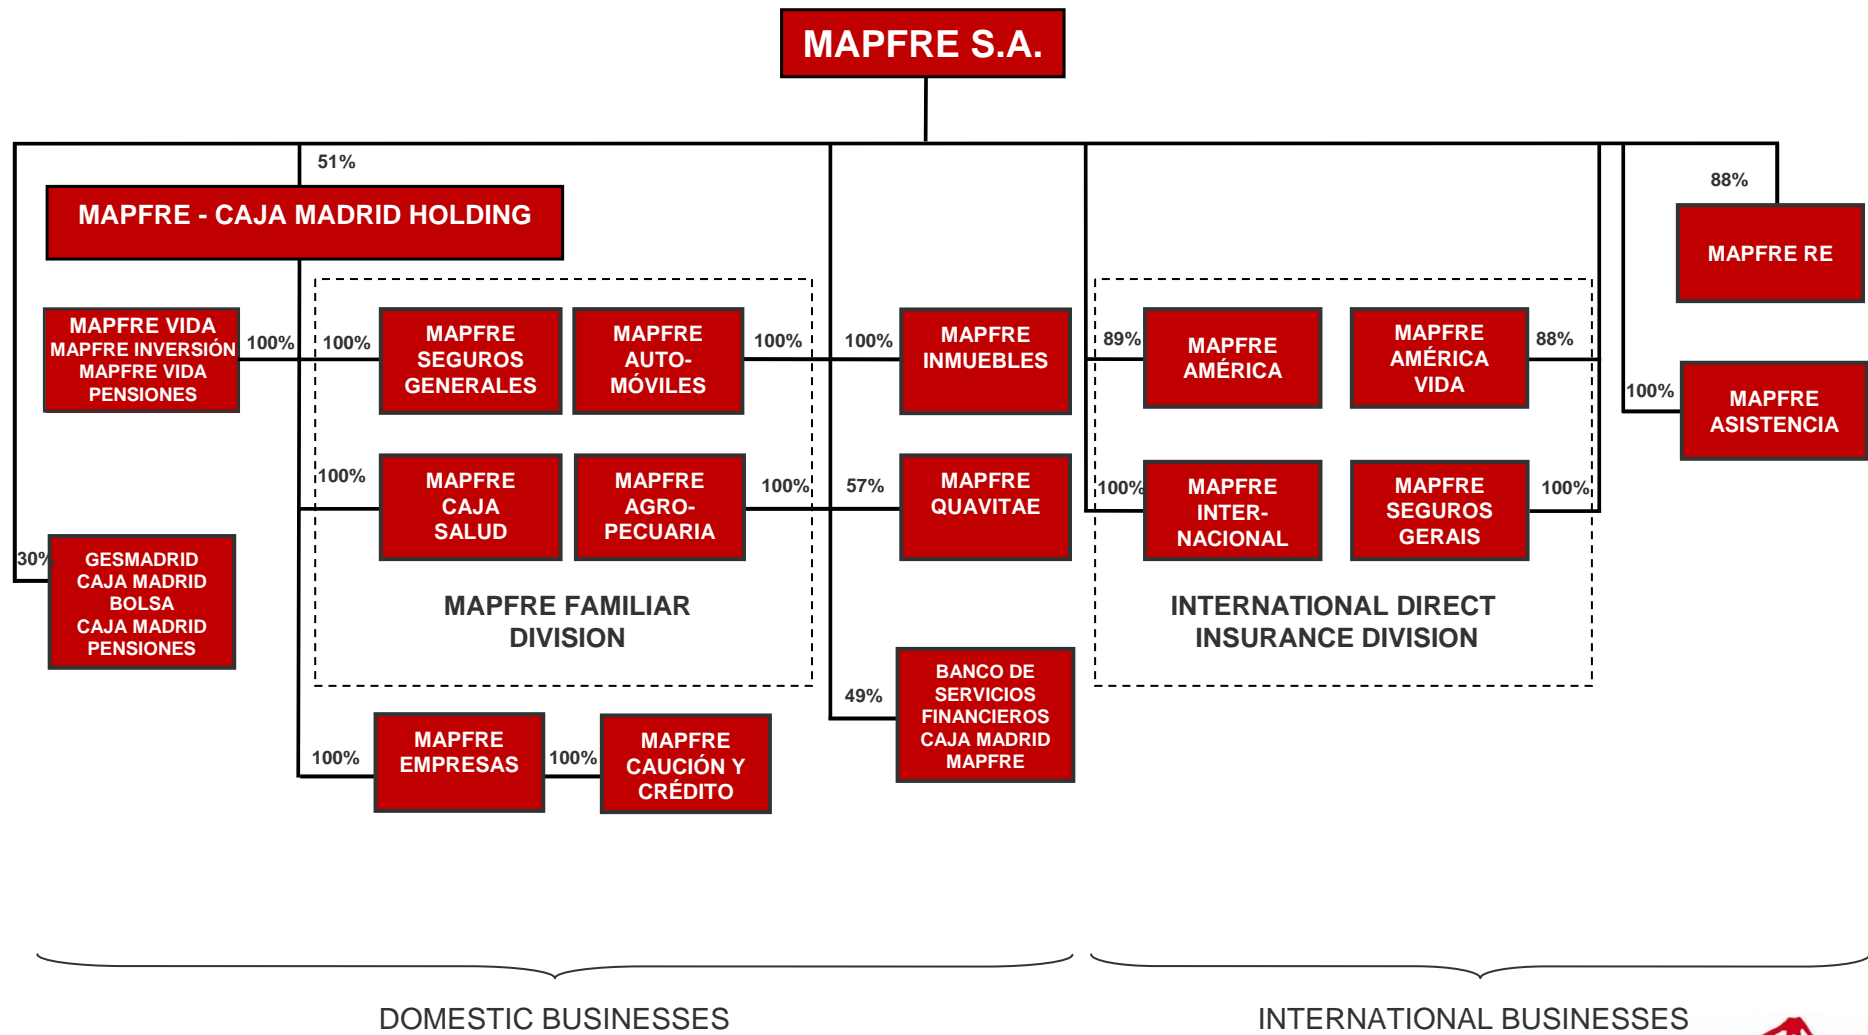 MAPFRE S.A.
51%
88%
MAPFRE - CAJA MADRID HOLDING
MAPFRE RE
MAPFRE VIDA
MAPFRE INVERSIÓN
MAPFRE VIDA
PENSIONES
100%
100%
MAPFRE
SEGUROS
GENERALES
MAPFRE
AUTO-
MÓVILES
100%
100%
MAPFRE
INMUEBLES
89%
MAPFRE
AMÉRICA
MAPFRE
AMÉRICA
VIDA
88%
100%
MAPFRE
ASISTENCIA
100%
MAPFRE
CAJA
SALUD
MAPFRE
AGRO-
PECUARIA
100%
57%
MAPFRE
QUAVITAE
100%
MAPFRE
INTER-
NACIONAL
MAPFRE
SEGUROS
GERAIS
100%
30%
GESMADRID
CAJA MADRID
BOLSA
CAJA MADRID
PENSIONES
MAPFRE FAMILIAR
DIVISION
INTERNATIONAL DIRECT
INSURANCE DIVISION
49%
BANCO DE
SERVICIOS
FINANCIEROS
CAJA MADRID
MAPFRE
100%
MAPFRE
EMPRESAS
100%
MAPFRE
CAUCIÓN Y
CRÉDITO
DOMESTIC BUSINESSES
INTERNATIONAL BUSINESSES